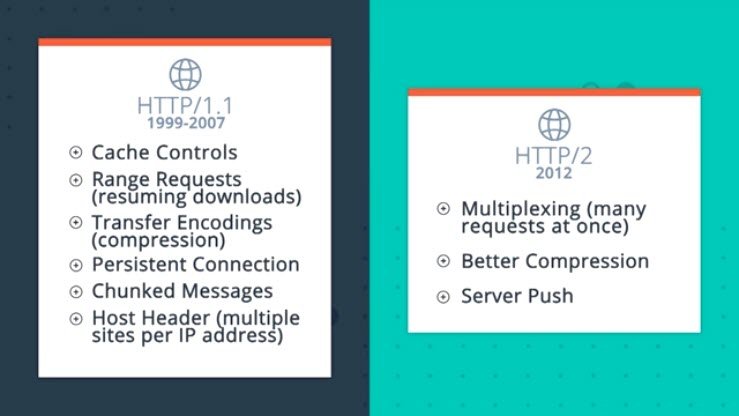 HTTP/1.1
1999-2007
Cache Controls
Range Requests
(resuming downloads)
Transfer Encodings
(compression)
Persistent Connection
Chunked Messages
Host Header (multiple
sites per IP address)
HTTP/2
2012
Multiplexing (many
requests at once)
Better Compression
Server Push